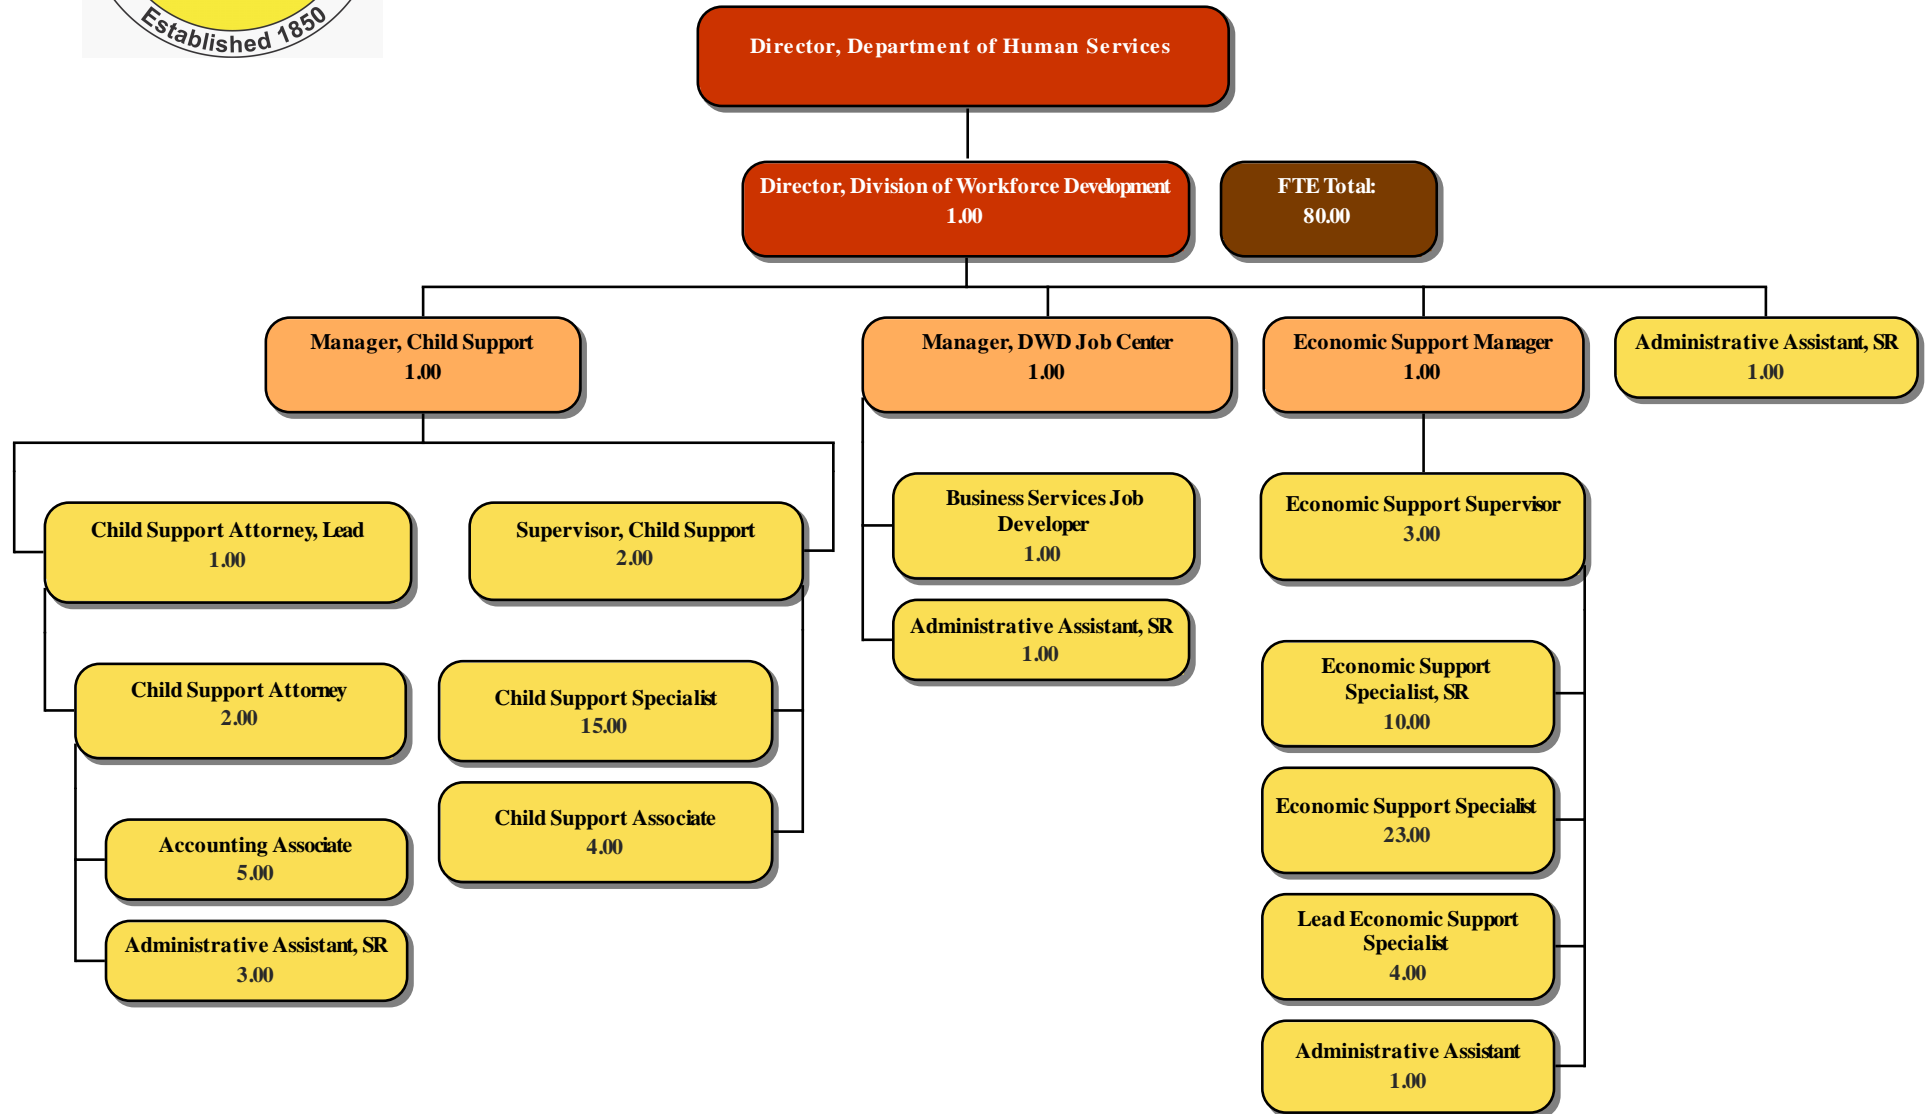 Established 1850
Director, Department of Human Services
Director, Division of Workforce Development
1.00
FTE Total:
80.00
Manager, Child Support
1.00
Manager, DWD Job Center
1.00
Economic Support Manager
1.00
Administrative Assistant, SR
1.00
Child Support Attorney, Lead
1.00
Supervisor, Child Support
2.00
Business Services Job
Developer
1.00
Economic Support Supervisor
3.00
Administrative Assistant, SR
1.00
Child Support Attorney
2.00
Child Support Specialist
15.00
Economic Support
Specialist, SR
10.00
Child Support Associate
4.00
Economic Support Specialist
23.00
Accounting Associate
5.00
Administrative Assistant, SR
3.00
Lead Economic Support
Specialist
4.00
Administrative Assistant
1.00